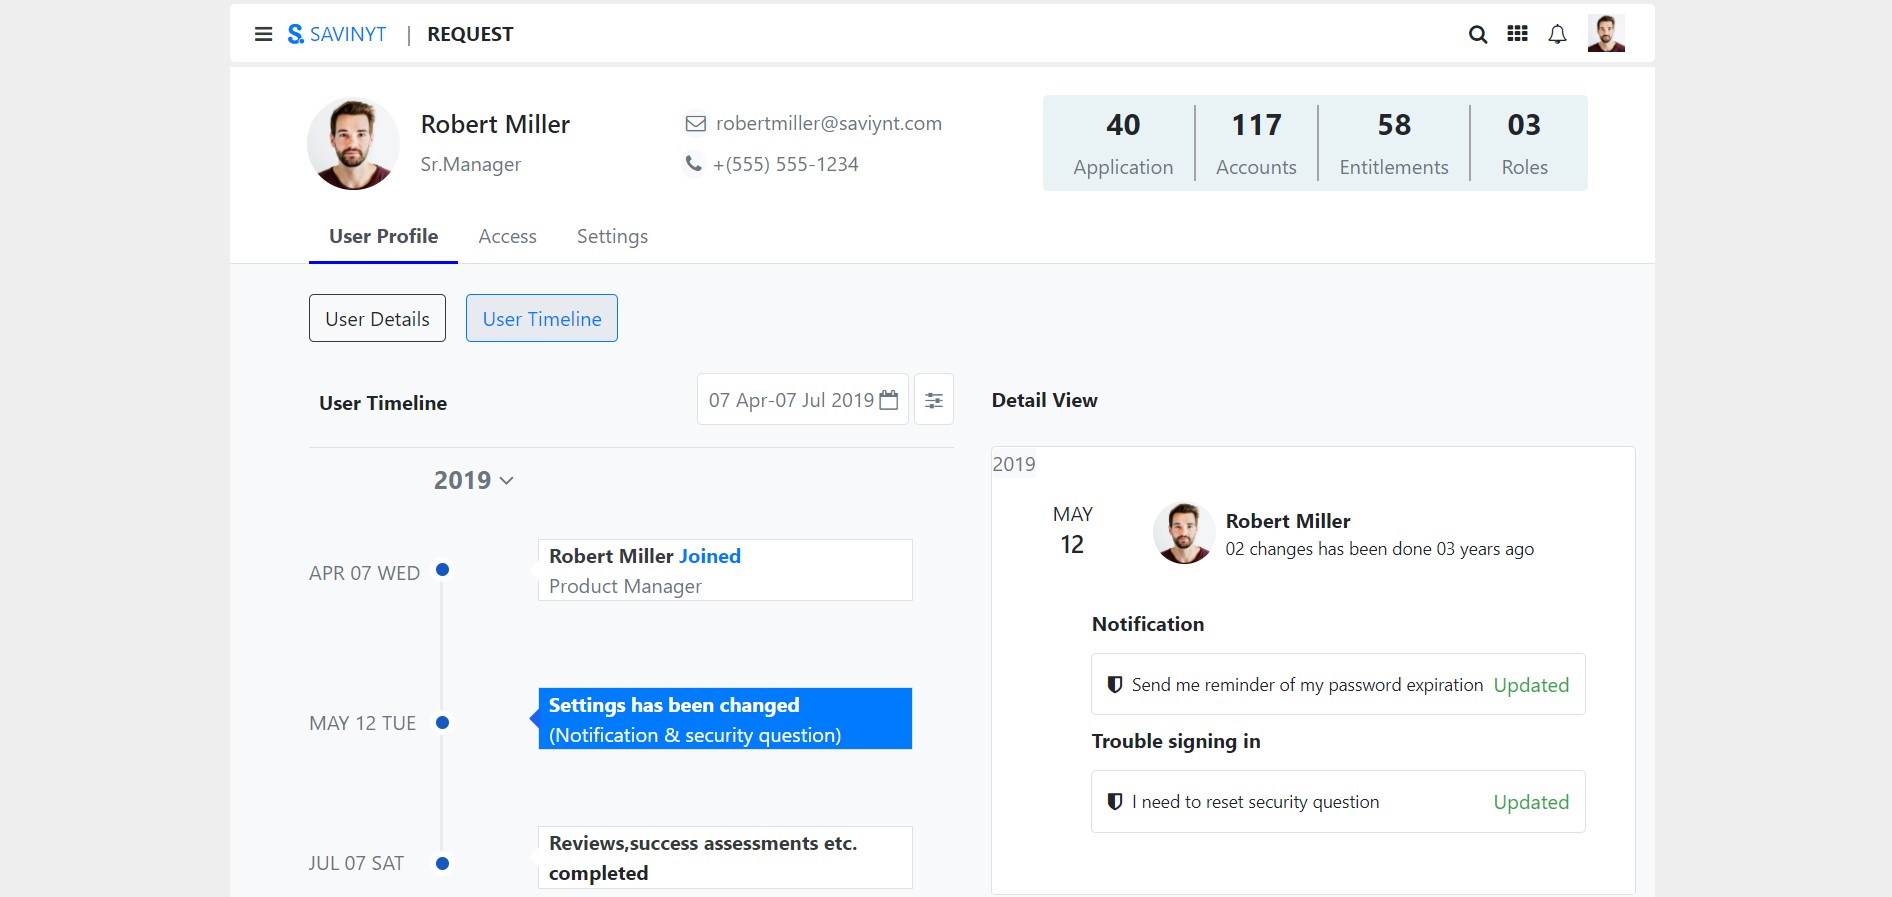 SAVINYT | REQUEST
Robert Miller
Sr.Manager
robertmiller@saviynt.com
+(555) 555-1234
40
Application
117
Accounts
58
Entitlements
03
Roles
User Profile
Access
Settings
User Details
User Timeline
User Timeline
07 Apr-07 Jul 2019
2019
APR 07 WED
Robert Miller Joined
Product Manager
MAY 12 TUE
Settings has been changed
(Notification & security question)
JUL 07 SAT
Reviews,success assessments etc.
completed
Detail View
2019
MAY
12
Robert Miller
02 changes has been done 03 years ago
Notification
Send me reminder of my password expiration Updated
Trouble signing in
I need to reset security question Updated